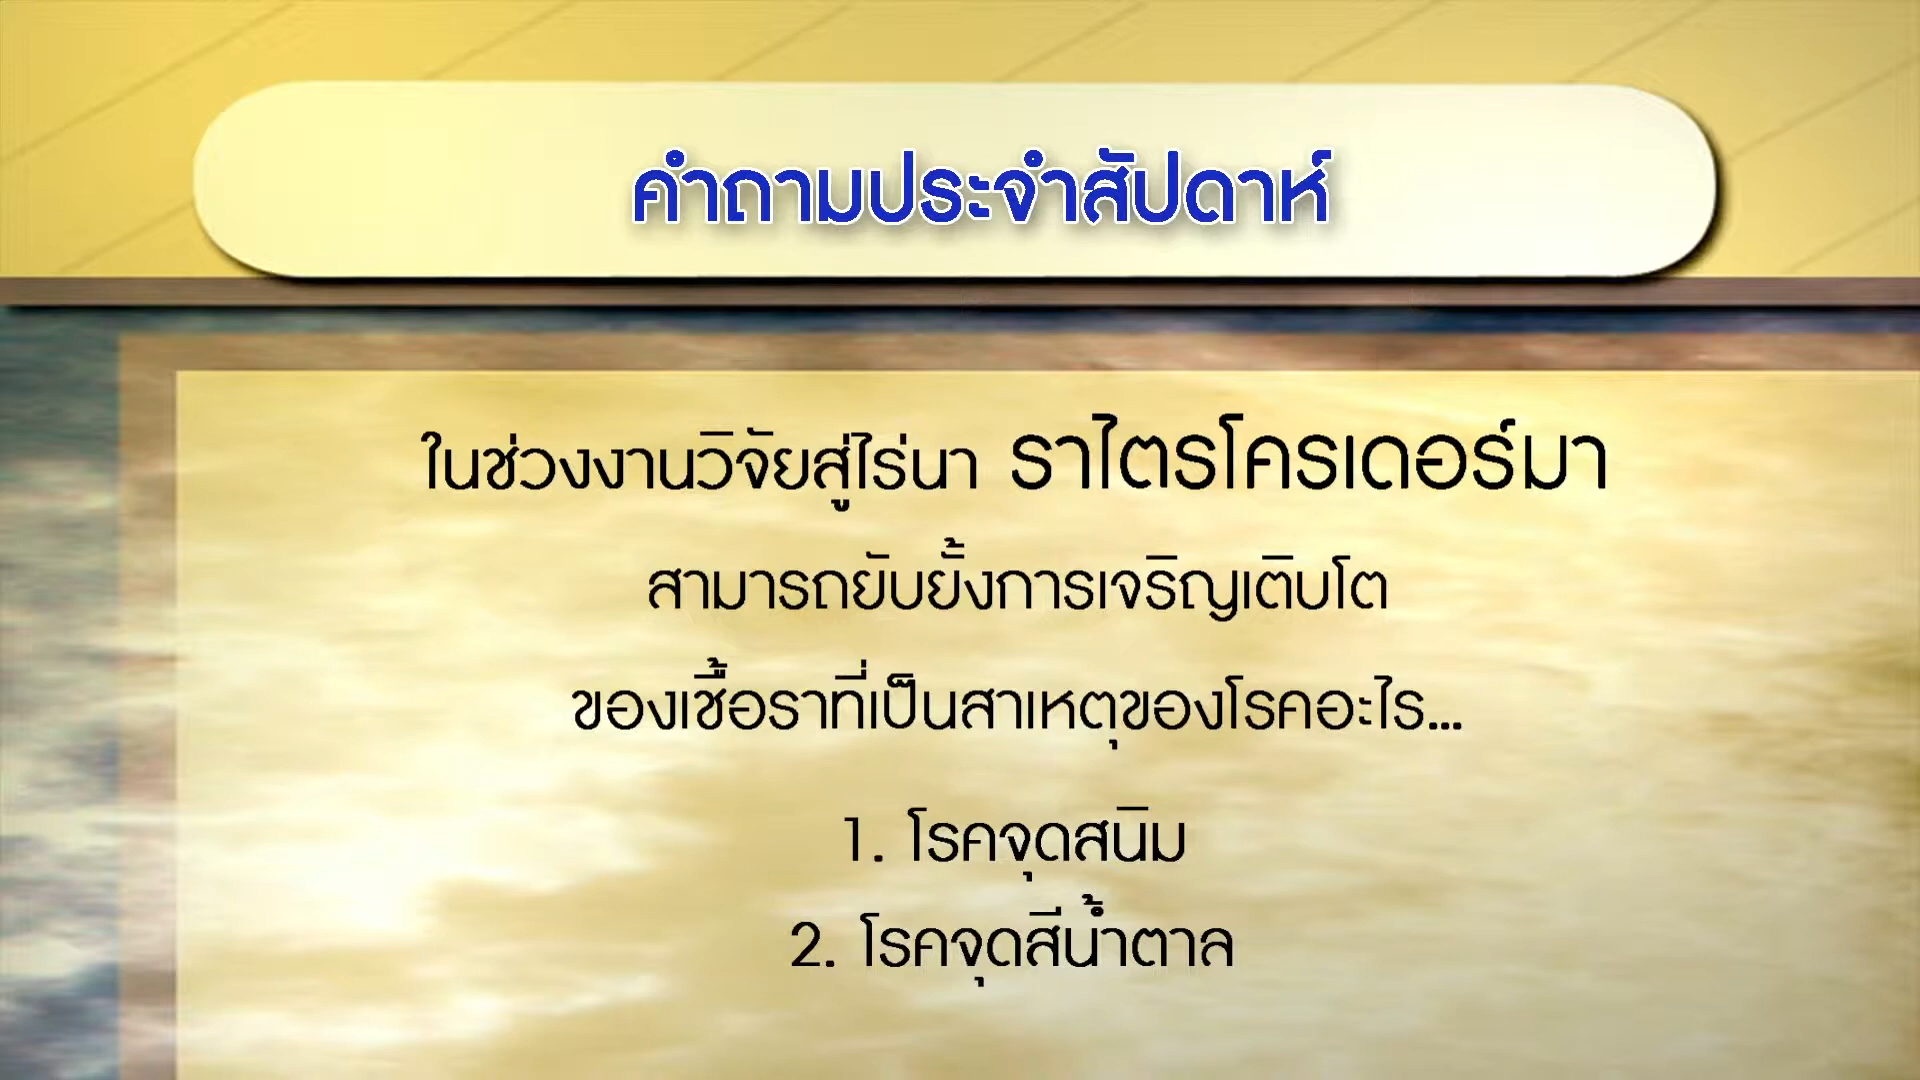 คำถามประจำสัปดาห์
ในช่วงงานวิจัยสู่ไร่นา ราไตรโครเดอร์มา
สามารถยับยั้งการเจริญเติบโต
ของเชื้อราที่เป็นสาเหตุของโรคอะไร...
1. โรคจุดสนิม
2. โรคจุดสีน้ำตาล